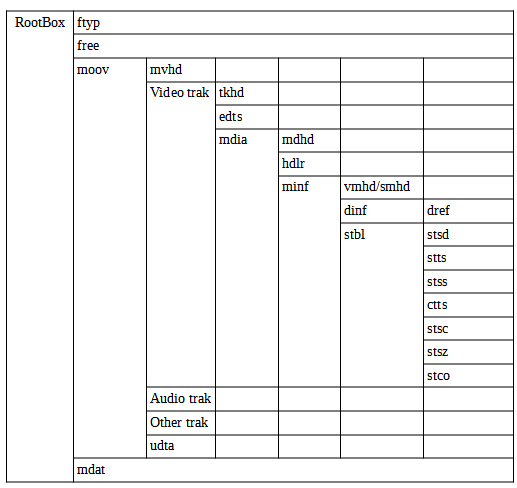 RootBox ftyp
free
moov mvhd
Video trak tkhd
edts
mdia mdhd
hdlr
minf vmhd/smhd
dinf dref
stbl stsd
stts
stss
ctts
stsc
stsz
stco
Audio trak
Other trak
udta
mdat